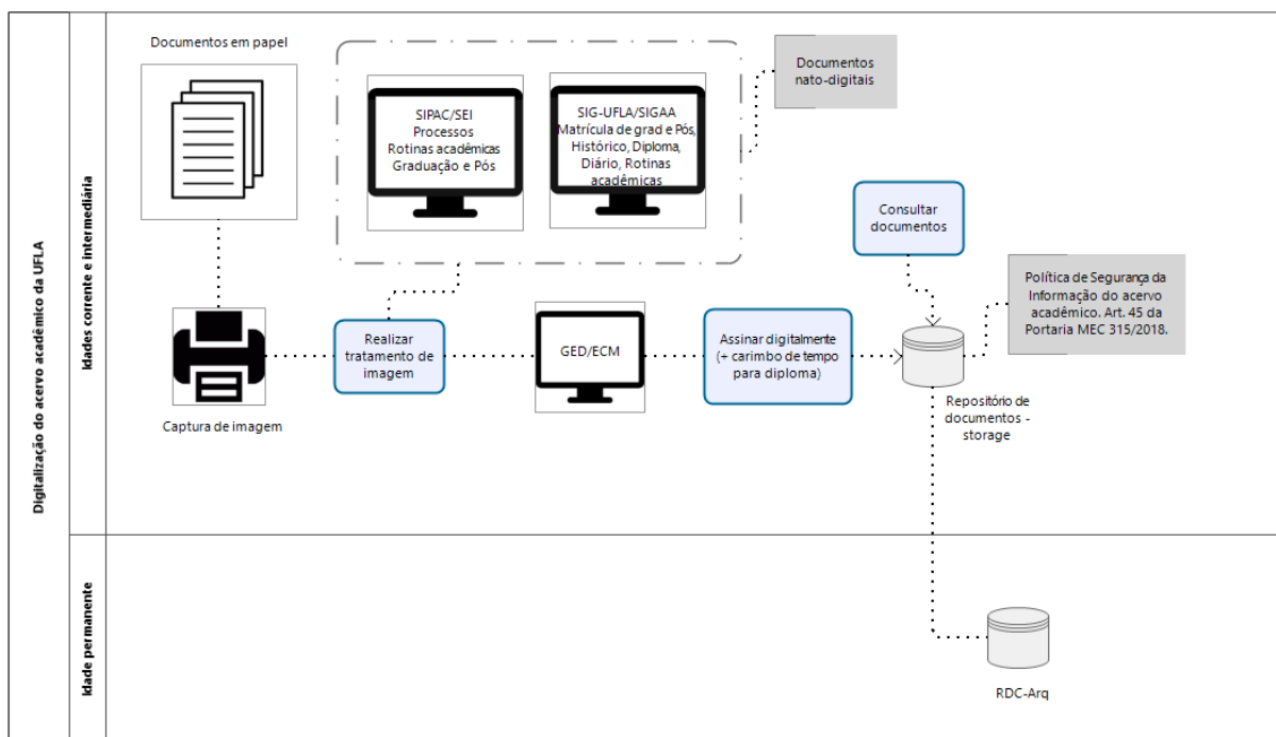 Digitalização do acervo acadêmico da UFLA
Idades corrente e intermediária
Documentos em papel
SIPAC/SEI
Processos
Rotinas acadêmicas
Graduação e Pós
SIG-UFLA/SIGAA
Matrícula de grad e Pós,
Histórico, Diploma,
Diário, Rotinas
acadêmicas
Documentos
nato-digitais
Consultar
documentos
Política de Segurança da
Informação do acervo
acadêmico. Art. 45 da
Portaria MEC 315/2018.
Captura de imagem
Realizar
tratamento de
imagem
GED/ECM
Assinar digitalmente
(+ carimbo de tempo
para diploma)
Repositório de
documentos -
storage
Idade permanente
RDC-Arq